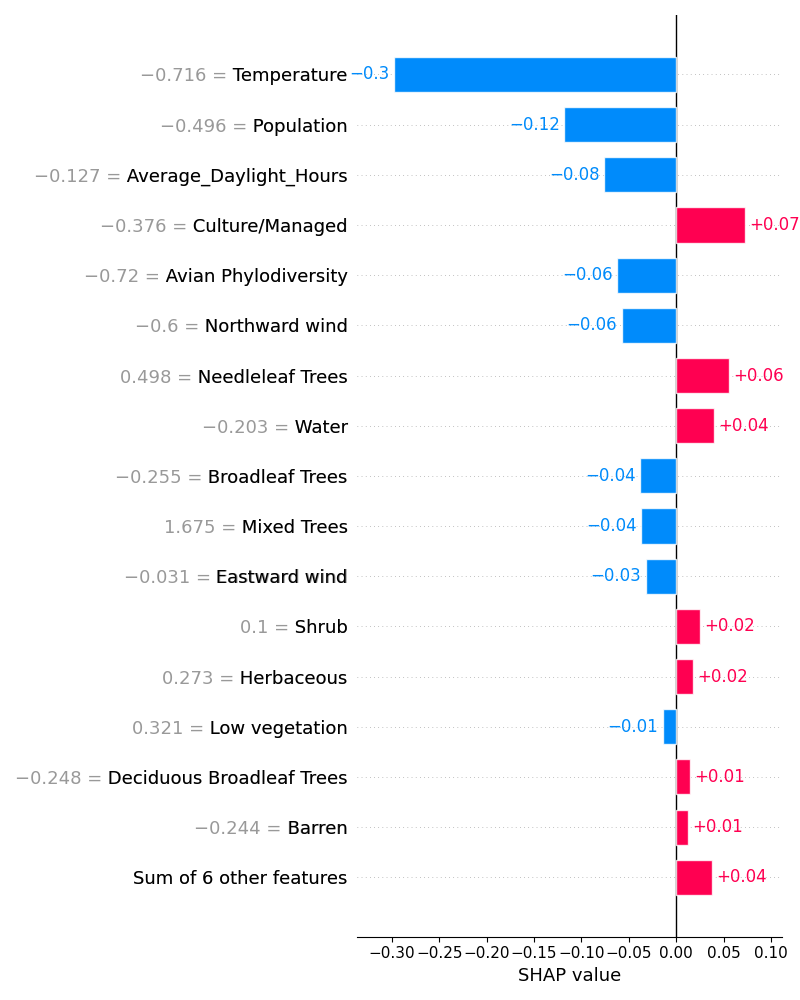 −0.716 = Temperature −0.3
−0.496 = Population −0.12
−0.127 = Average_Daylight_Hours −0.08
−0.376 = Culture/Managed +0.07
−0.72 = Avian Phylodiversity −0.06
−0.6 = Northward wind −0.06
0.498 = Needleleaf Trees +0.06
−0.203 = Water +0.04
−0.255 = Broadleaf Trees −0.04
1.675 = Mixed Trees −0.04
−0.031 = Eastward wind −0.03
0.1 = Shrub +0.02
0.273 = Herbaceous +0.02
0.321 = Low vegetation −0.01
−0.248 = Deciduous Broadleaf Trees +0.01
−0.244 = Barren +0.01
Sum of 6 other features +0.04
−0.30 −0.25 −0.20 −0.15 −0.10 −0.05 0.00 0.05 0.10
SHAP value